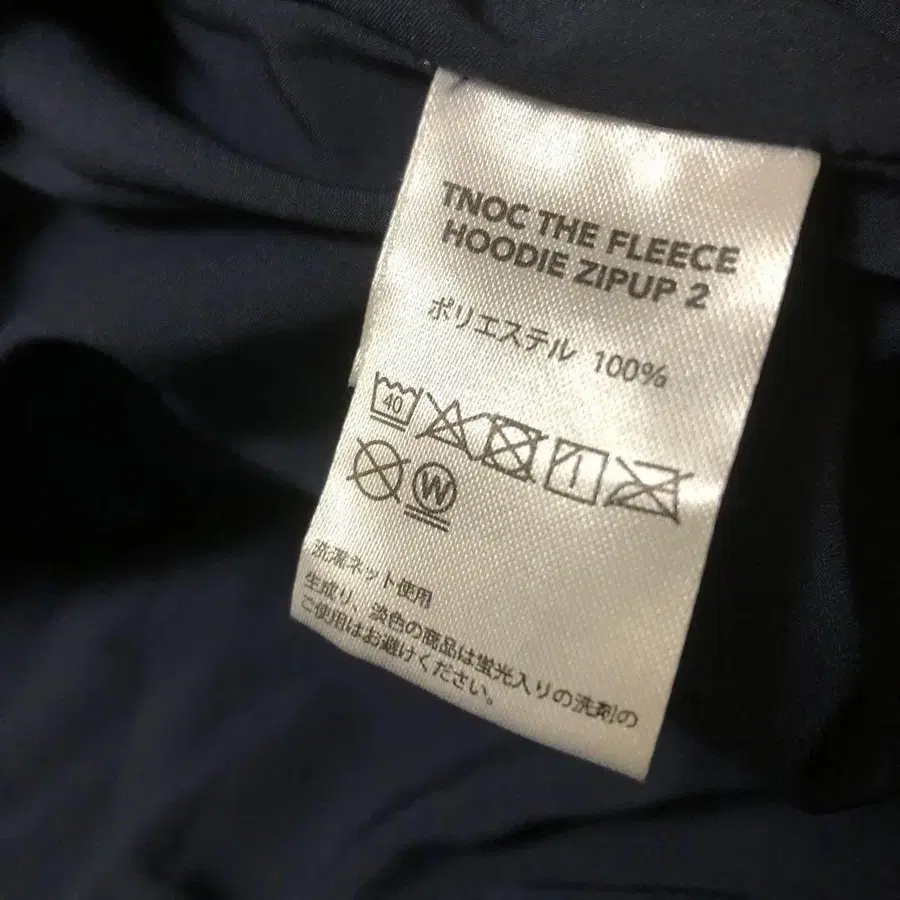 TNOC THE FLEECE
HOODIE ZIPUP 2
ポリエステル 100%
40
W
洗濯ネット使用
生成り、淡色の商品は蛍光入りの洗剤の
ご使用はお避けください。